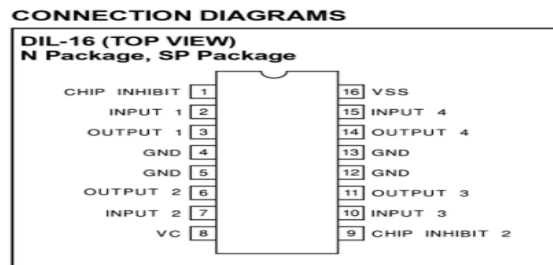 CONNECTION DIAGRAMS
DIL-16 (TOP VIEW)
N Package, SP Package
CHIP INHIBIT 1 16 VSS
INPUT 1 2 15 INPUT 4
OUTPUT 1 3 14 OUTPUT 4
GND 4 13 GND
GND 5 12 GND
OUTPUT 2 6 11 OUTPUT 3
INPUT 2 7 10 INPUT 3
VC 8 9 CHIP INHIBIT 2